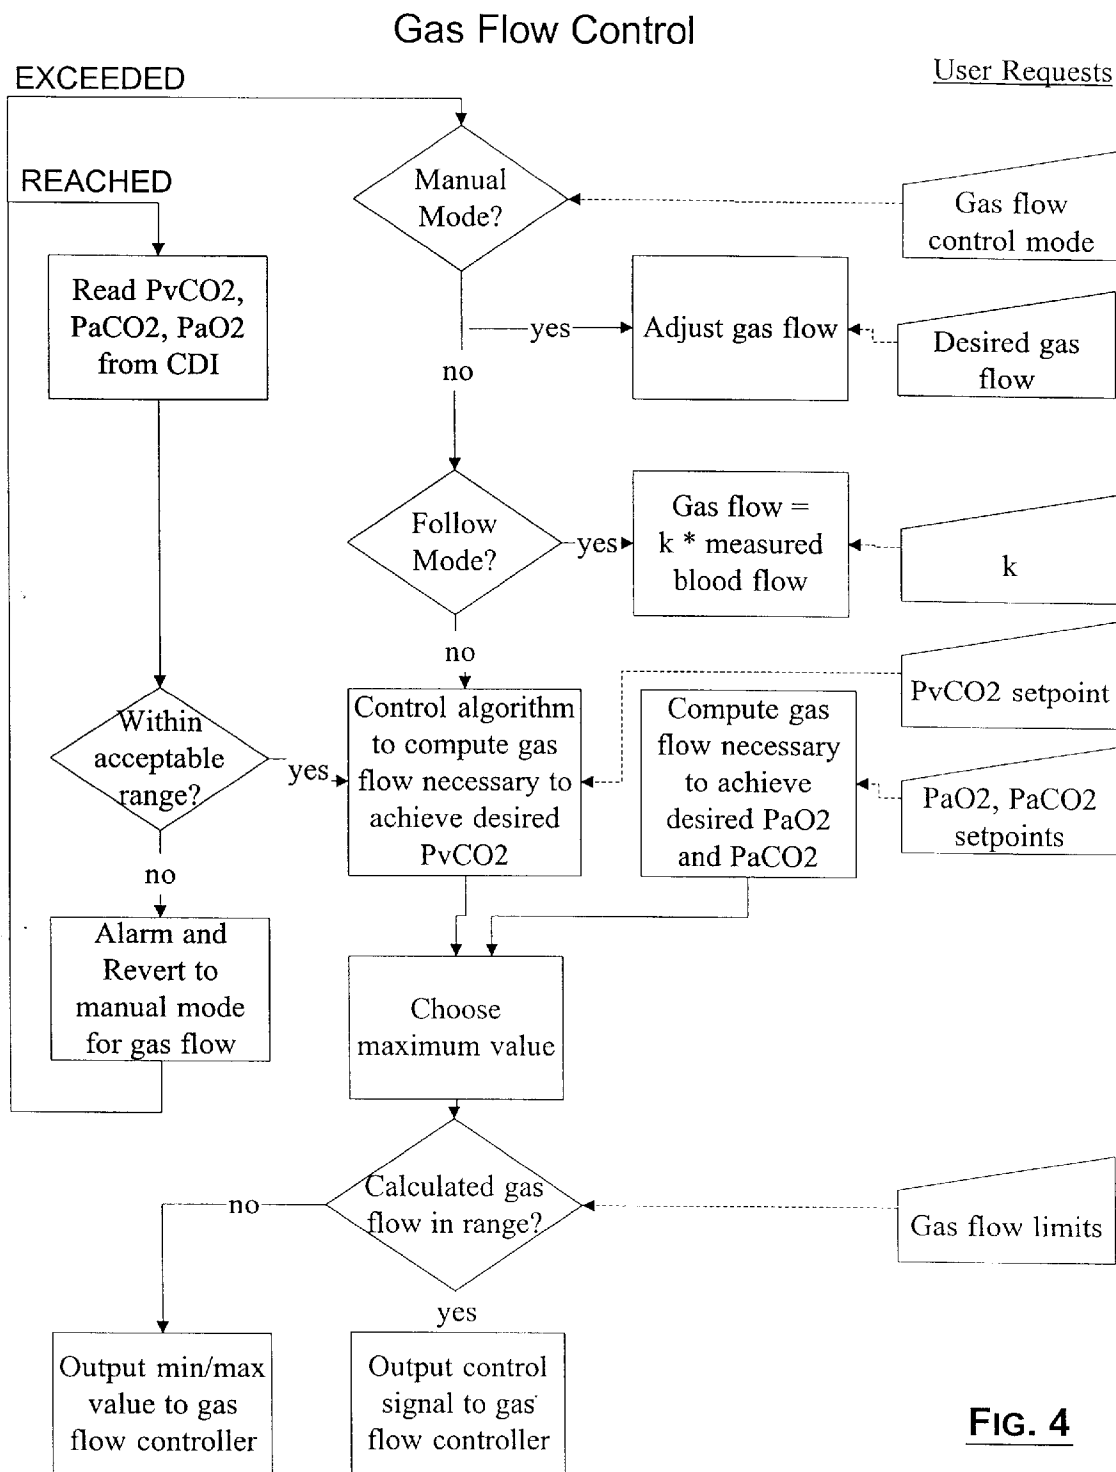 Gas Flow Control
User Requests
EXCEEDED
REACHED
Manual
Mode?
Gas flow
control mode
Read PvCO2,
PaCO2, PaO2
from CDI
yes
Adjust gas flow
Desired gas
flow
no
Follow
Mode?
yes
Gas flow =
k * measured
blood flow
k
no
Within
acceptable
range?
yes
Control algorithm
to compute gas
flow necessary to
achieve desired
PvCO2
Compute gas
flow necessary
to achieve
desired PaO2
and PaCO2
PvCO2 setpoint
PaO2, PaCO2
setpoints
no
Alarm and
Revert to
manual mode
for gas flow
Choose
maximum value
Calculated gas
flow in range?
no
Gas flow limits
yes
Output min/max
value to gas
flow controller
Output control
signal to gas
flow controller
FIG. 4